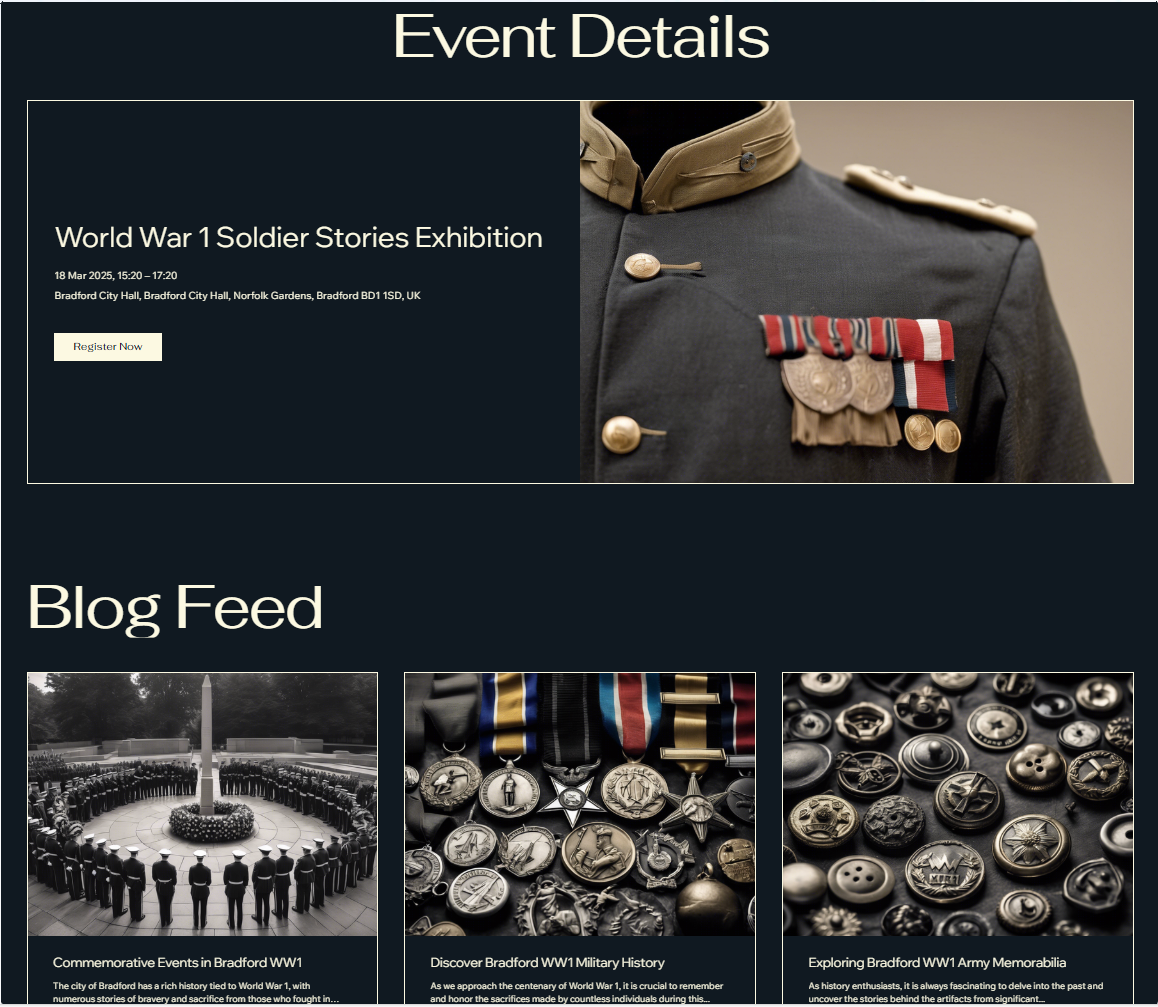 Event Details
World War 1 Soldier Stories Exhibition
18 Mar 2025, 15:20 – 17:20
Bradford City Hall, Bradford City Hall, Norfolk Gardens, Bradford BD1 1SD, UK
Register Now
Blog Feed
Commemorative Events in Bradford WW1
The city of Bradford has a rich history tied to World War 1, with
numerous stories of bravery and sacrifice from those who fought in...
Discover Bradford WW1 Military History
As we approach the centenary of World War 1, it is crucial to remember
and honor the sacrifices made by countless individuals during this...
Exploring Bradford WW1 Army Memorabilia
As history enthusiasts, it is always fascinating to delve into the past and
uncover the stories behind the artifacts from significant...